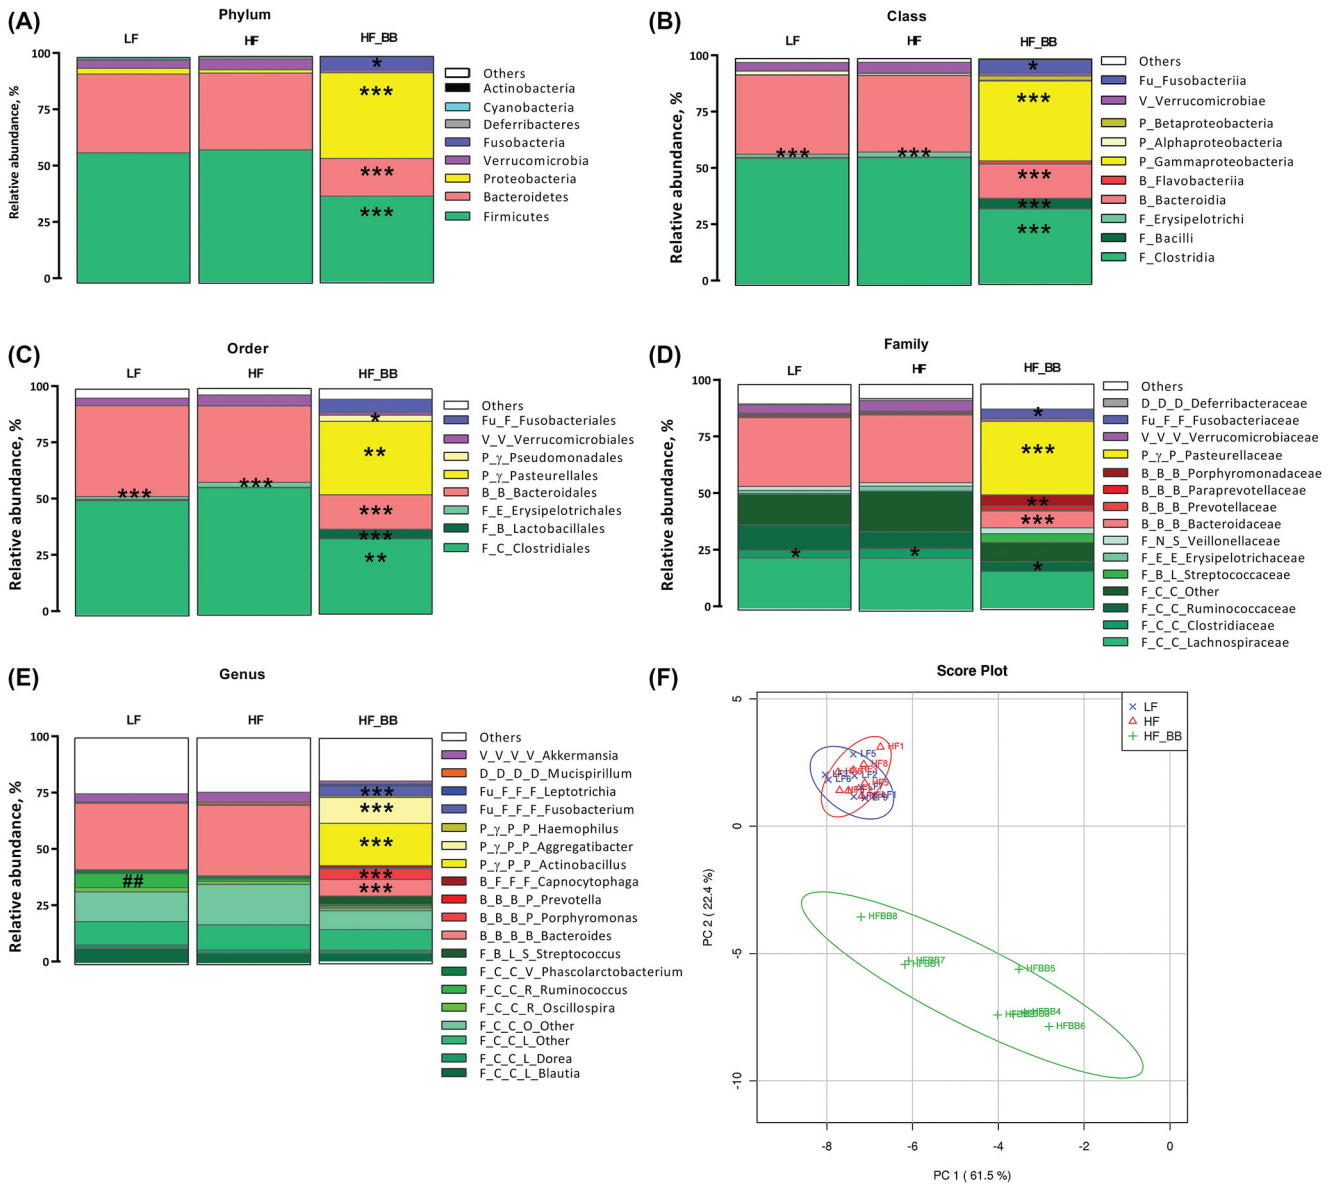 (A)
Phylum
LF HF HF_BB
Relative abundance, %
100
75
50
25
0
*
***
***
***
Others
Actinobacteria
Cyanobacteria
Deferribacteres
Fusobacteria
Verrucomicrobia
Proteobacteria
Bacteroidetes
Firmicutes
(B)
Class
LF HF HF_BB
Relative abundance, %
100
75
50
25
0
*
***
*** ***
***
***
***
Others
Fu_Fusobacteriia
V_Verrucomicrobiae
P_Betaproteobacteria
P_Alphaproteobacteria
P_Gammaproteobacteria
B_Flavobacteriia
B_Bacteroidia
F_Erysipelotrichi
F_Bacilli
F_Clostridia
(C)
Order
LF HF HF_BB
Relative abundance, %
100
75
50
25
0
*
**
*** ***
***
***
**
Others
Fu_F_Fusobacteriales
V_V_Verrucomicrobiales
P_γ_Pseudomonadales
P_γ_Pasteurellales
B_B_Bacteroidales
F_E_Erysipelotrichales
F_B_Lactobacillales
F_C_Clostridiales
(D)
Family
LF HF HF_BB
Relative abundance, %
100
75
50
25
0
*
***
**
***
* *
*
Others
D_D_D_Deferribacteraceae
Fu_F_F_Fusobacteriaceae
V_V_V_Verrucomicrobiaceae
P_γ_P_Pasteurellaceae
B_B_B_Porphyromonadaceae
B_B_B_Paraprevotellaceae
B_B_B_Prevotellaceae
B_B_B_Bacteroidaceae
F_N_S_Veillonellaceae
F_E_E_Erysipelotrichaceae
F_B_L_Streptococcaceae
F_C_C_Other
F_C_C_Ruminococcaceae
F_C_C_Clostridiaceae
F_C_C_Lachnospiraceae
(E)
Genus
LF HF HF_BB
Relative abundance, %
100
75
50
25
0
***
***
***
***
***
##
Others
V_V_V_V_Akkermansia
D_D_D_D_Mucispirillum
Fu_F_F_F_Leptotrichia
Fu_F_F_F_Fusobacterium
P_γ_P_P_Haemophilus
P_γ_P_P_Aggregatibacter
P_γ_P_P_Actinobacillus
B_F_F_F_Capnocytophaga
B_B_B_P_Prevotella
B_B_B_P_Porphyromonas
B_B_B_B_Bacteroides
F_B_L_S_Streptococcus
F_C_C_V_Phascolarctobacterium
F_C_C_R_Ruminococcus
F_C_C_R_Oscillospira
F_C_C_O_Other
F_C_C_L_Other
F_C_C_L_Dorea
F_C_C_L_Blautia
(F)
Score Plot
LF
HF
HF_BB
PC 2 ( 22.4 %)
5
0
-5
-10
HF1
LF5
HF8
LF2
LF6
HFBB8
HFBB7
HFBB1
HFBB5
HFBB4
HFBB6
-8 -6 -4 -2 0
PC 1 ( 61.5 %)